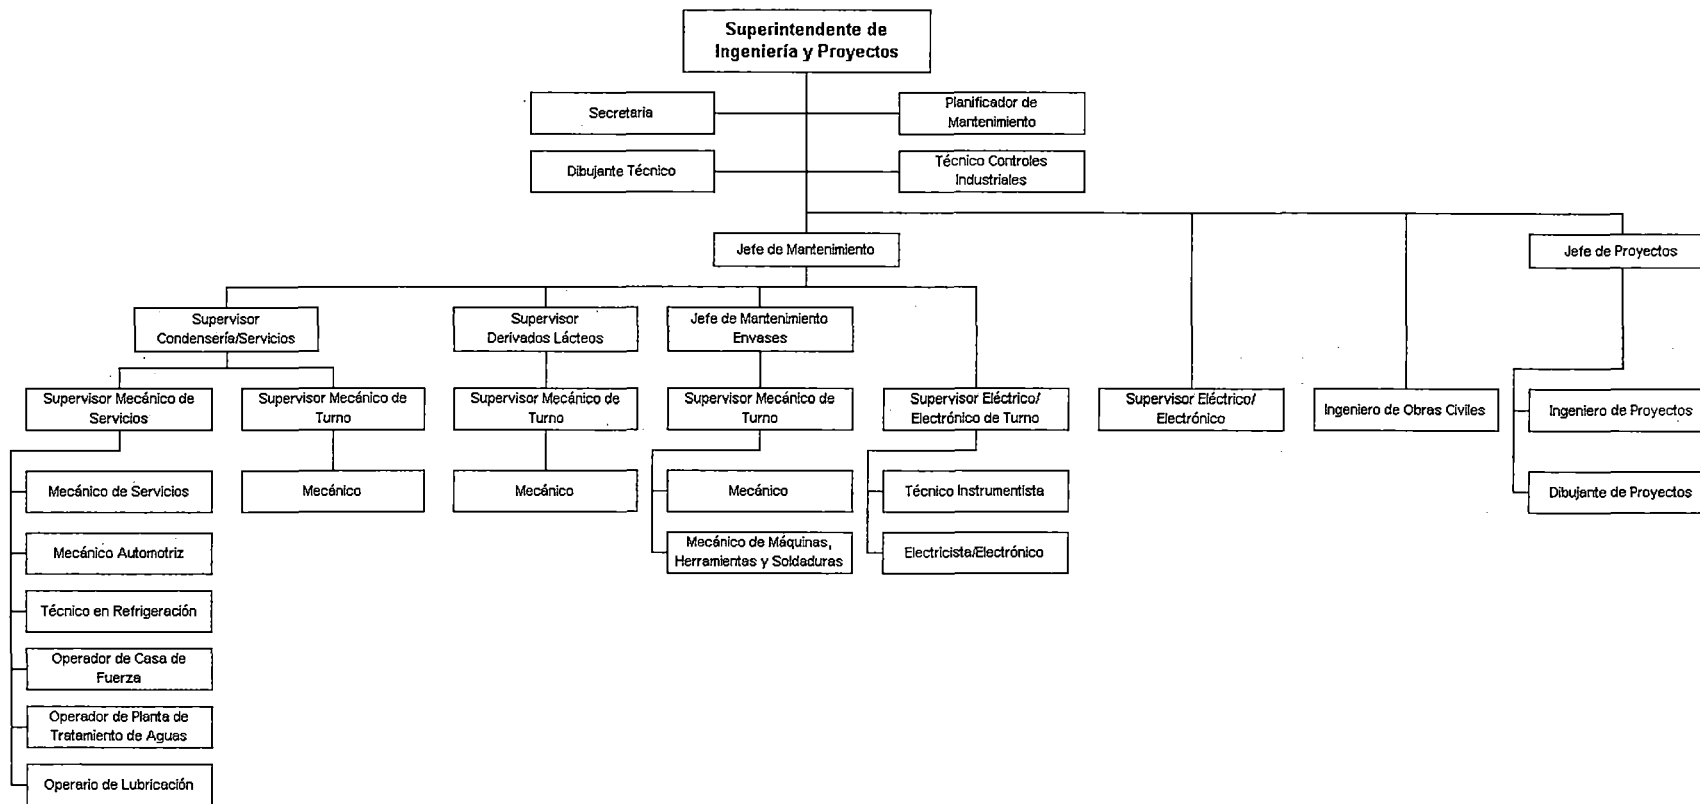 Superintendente de
Ingeniería y Proyectos
Secretaria
Planificador de
Mantenimiento
Dibujante Técnico
Técnico Controles
Industriales
Jefe de Mantenimiento
Jefe de Proyectos
Supervisor
Condensería/Servicios
Supervisor
Derivados Lácteos
Jefe de Mantenimiento
Envases
Supervisor Mecánico de
Servicios
Supervisor Mecánico de
Turno
Supervisor Mecánico de
Turno
Supervisor Mecánico de
Turno
Supervisor Eléctrico/
Electrónico de Turno
Supervisor Eléctrico/
Electrónico
Ingeniero de Obras Civiles
Ingeniero de Proyectos
Mecánico de Servicios
Mecánico
Mecánico
Mecánico
Técnico Instrumentista
Dibujante de Proyectos
Mecánico Automotriz
Mecánico de Máquinas,
Herramientas y Soldaduras
Electricista/Electrónico
Técnico en Refrigeración
Operador de Casa de
Fuerza
Operador de Planta de
Tratamiento de Aguas
Operario de Lubricación